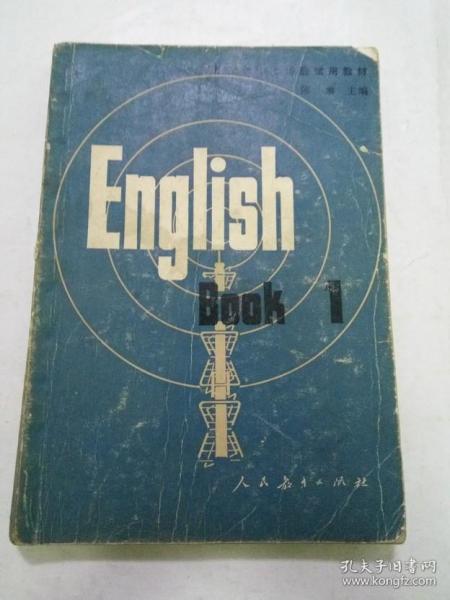 试用教材
主编
English
Book 1
人民教育出版社
孔夫子旧书网
www.kongfz.com